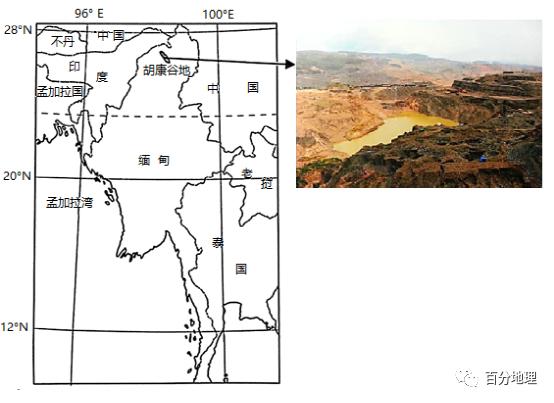 96° E
100°E
28°N
中国
不丹
印
度
胡康谷地
孟加拉国
中
国
缅甸
20°N
老
挝
孟加拉湾
泰
国
12°N
百分地理